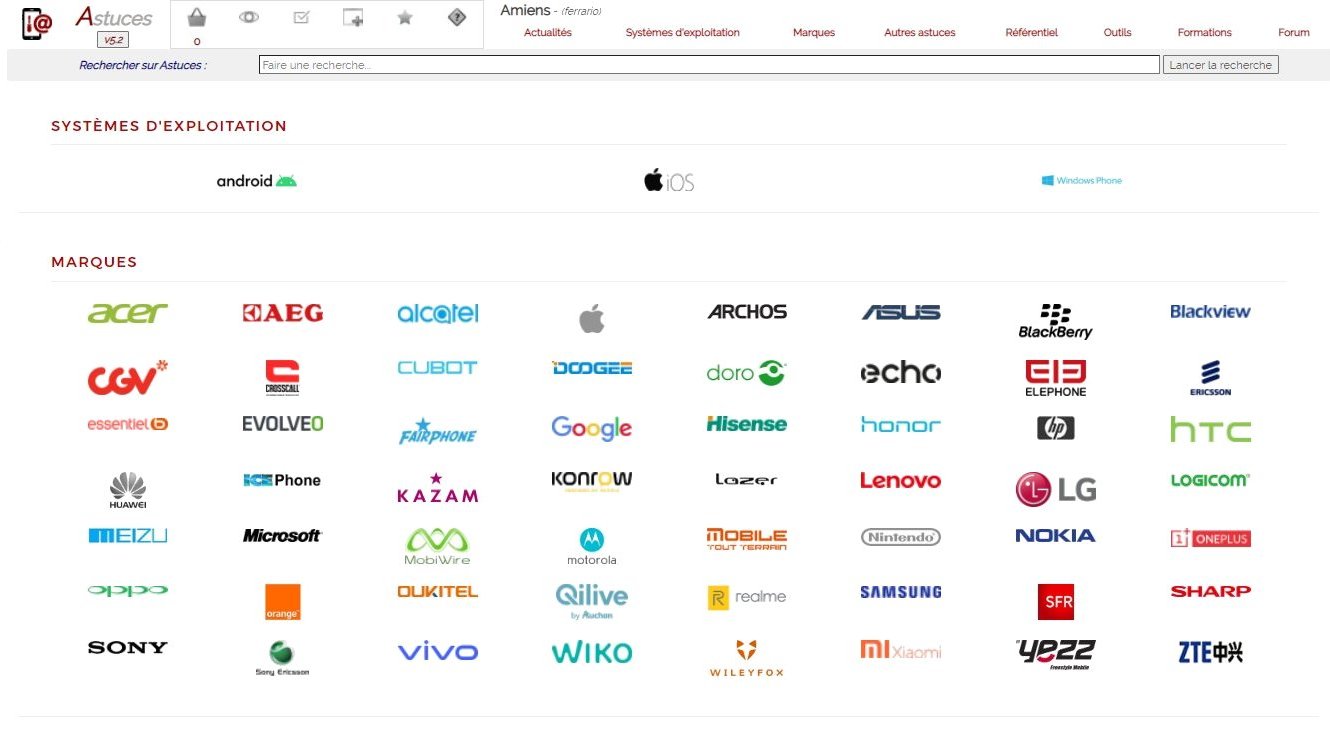 Astuces
v5.2
0
Amiens - (ferrario)
Actualités Systèmes d'exploitation Marques Autres astuces Référentiel Outils Formations Forum
Rechercher sur Astuces : Faire une recherche... Lancer la recherche
SYSTÈMES D'EXPLOITATION
android iOS Windows Phone
MARQUES
acer AEG alcatel ARCHOS ASUS BlackBerry Blackview
CGV CROSSCALL CUBOT DOOGEE doro echo ELEPHONE ERICSSON
essentiel b EVOLVEO FAIRPHONE Google Hisense honor hp hTC
HUAWEI ICE Phone KAZAM KONROW Lazer Lenovo LG LOGICOM
MEIZU Microsoft MobiWire motorola MOBILE TOUT TERRAIN Nintendo NOKIA 1+ ONEPLUS
oppo orange OUKITEL Qilive by Auchan R realme SAMSUNG SFR SHARP
SONY Sony Ericsson vivo WIKO WILEYFOX MI Xiaomi YEZZ Freestyle Mobile ZTE中兴